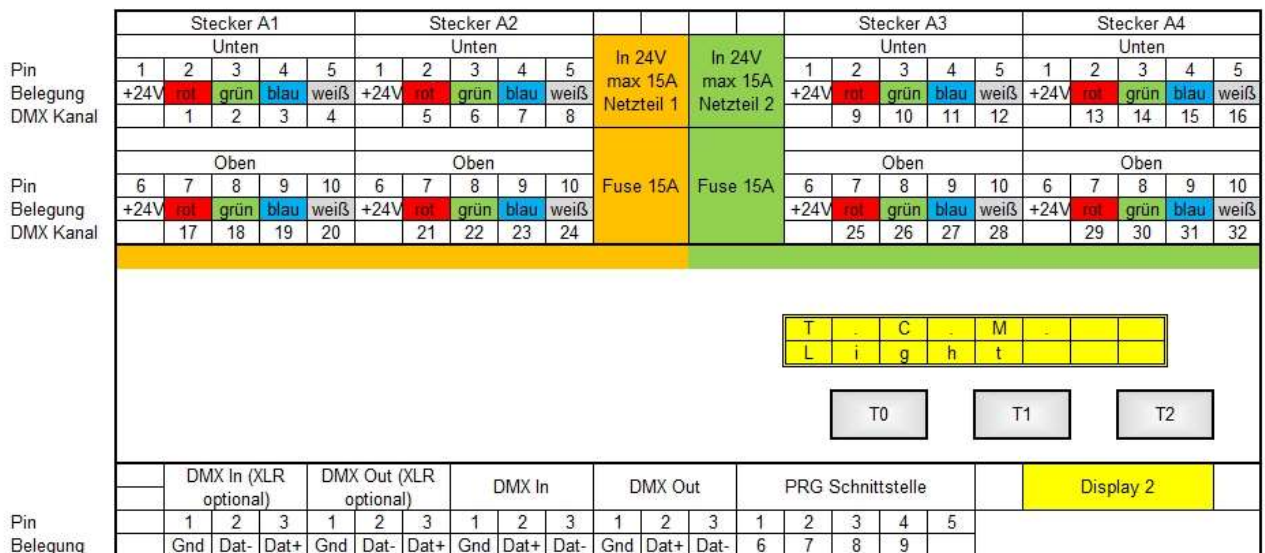 Stecker A1 Stecker A2 Stecker A3 Stecker A4
Unten Unten In 24V max 15A Netzteil 1 In 24V max 15A Netzteil 2 Unten Unten
Pin 1 2 3 4 5 1 2 3 4 5 1 2 3 4 5 1 2 3 4 5
Belegung +24V rot grün blau weiß +24V rot grün blau weiß +24V rot grün blau weiß +24V rot grün blau weiß
DMX Kanal 1 2 3 4 5 6 7 8 9 10 11 12 13 14 15 16
Oben Oben Fuse 15A Fuse 15A Oben Oben
Pin 6 7 8 9 10 6 7 8 9 10 6 7 8 9 10 6 7 8 9 10
Belegung +24V rot grün blau weiß +24V rot grün blau weiß +24V rot grün blau weiß +24V rot grün blau weiß
DMX Kanal 17 18 19 20 21 22 23 24 25 26 27 28 29 30 31 32
T . C . M .
L i g h t
T0 T1 T2
DMX In (XLR optional) DMX Out (XLR optional) DMX In DMX Out PRG Schnittstelle Display 2
Pin 1 2 3 1 2 3 1 2 3 1 2 3 1 2 3 4 5
Belegung Gnd Dat- Dat+ Gnd Dat- Dat+ Gnd Dat+ Dat- Gnd Dat+ Dat- 6 7 8 9